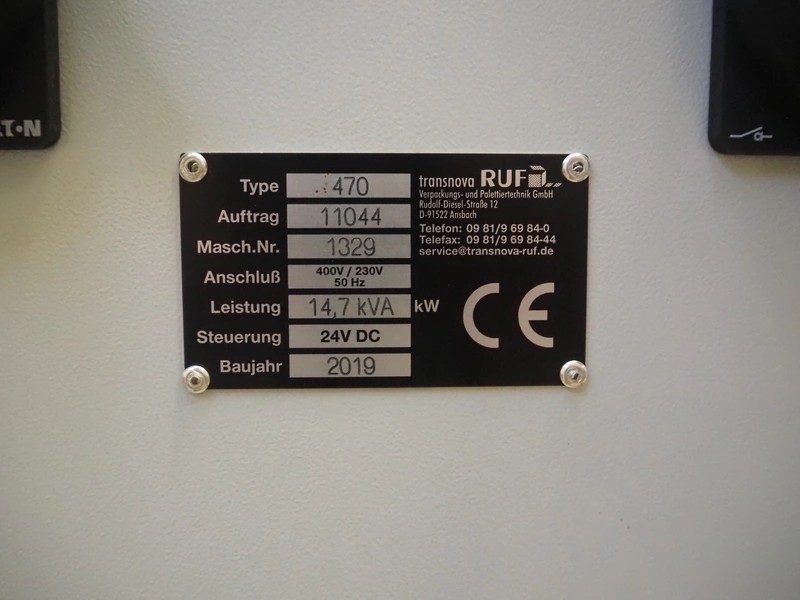 Type 470
Auftrag 11044
Masch.Nr. 1329
Anschluß 400V / 230V
50 Hz
Leistung 14,7 kVA kW
Steuerung 24V DC
Baujahr 2019
transnova RUF
Verpackungs- und Palettiertechnik GmbH
Rudolf-Diesel-Straße 12
D-91522 Ansbach
Telefon: 09 81/9 69 84-0
Telefax: 09 81/9 69 84-44
service@transnova-ruf.de
CE